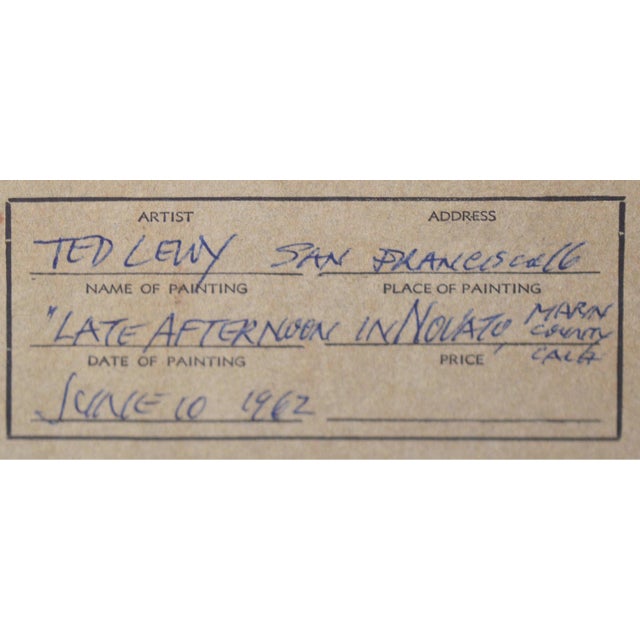 ARTIST ADDRESS
TED LEWY SAN FRANCISCO 16
NAME OF PAINTING PLACE OF PAINTING
"LATE AFTERNOON IN NOVATO, MARIN COUNTY CALIF
DATE OF PAINTING PRICE
JUNE 10 1962